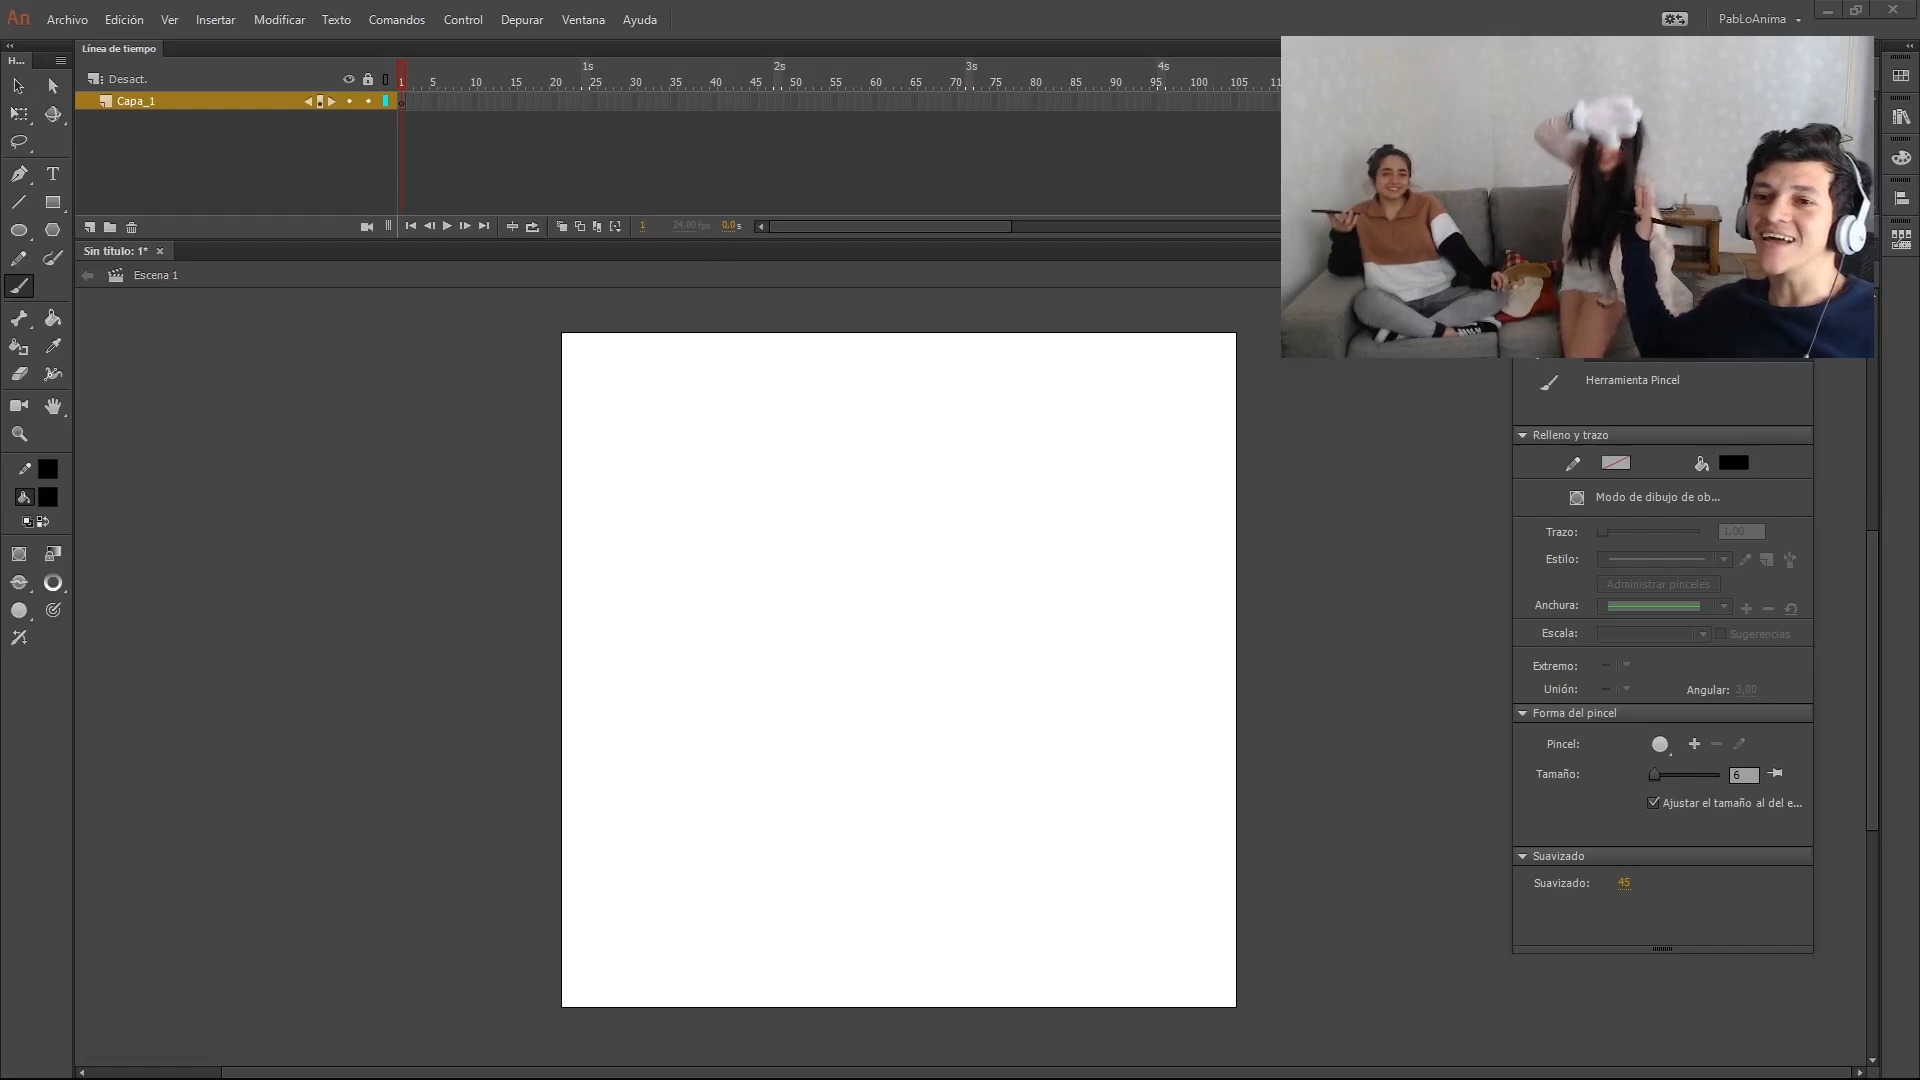 An Archivo Edición Ver Insertar Modificar Texto Comandos Control Depurar Ventana Ayuda PabLoAnima
H... Línea de tiempo
1s 2s 3s 4s
Desact. 1 5 10 15 20 25 30 35 40 45 50 55 60 65 70 75 80 85 90 95 100 105 11
Capa_1
1 24,00 fps 0,0 s
Sin título: 1*
Escena 1
Herramienta Pincel
Relleno y trazo
Modo de dibujo de ob...
Trazo: 1,00
Estilo:
Administrar pinceles
Anchura:
Escala: Sugerencias
Extremo:
Unión: Angular: 3,00
Forma del pincel
Pincel:
Tamaño: 6
Ajustar el tamaño al del e...
Suavizado
Suavizado: 45